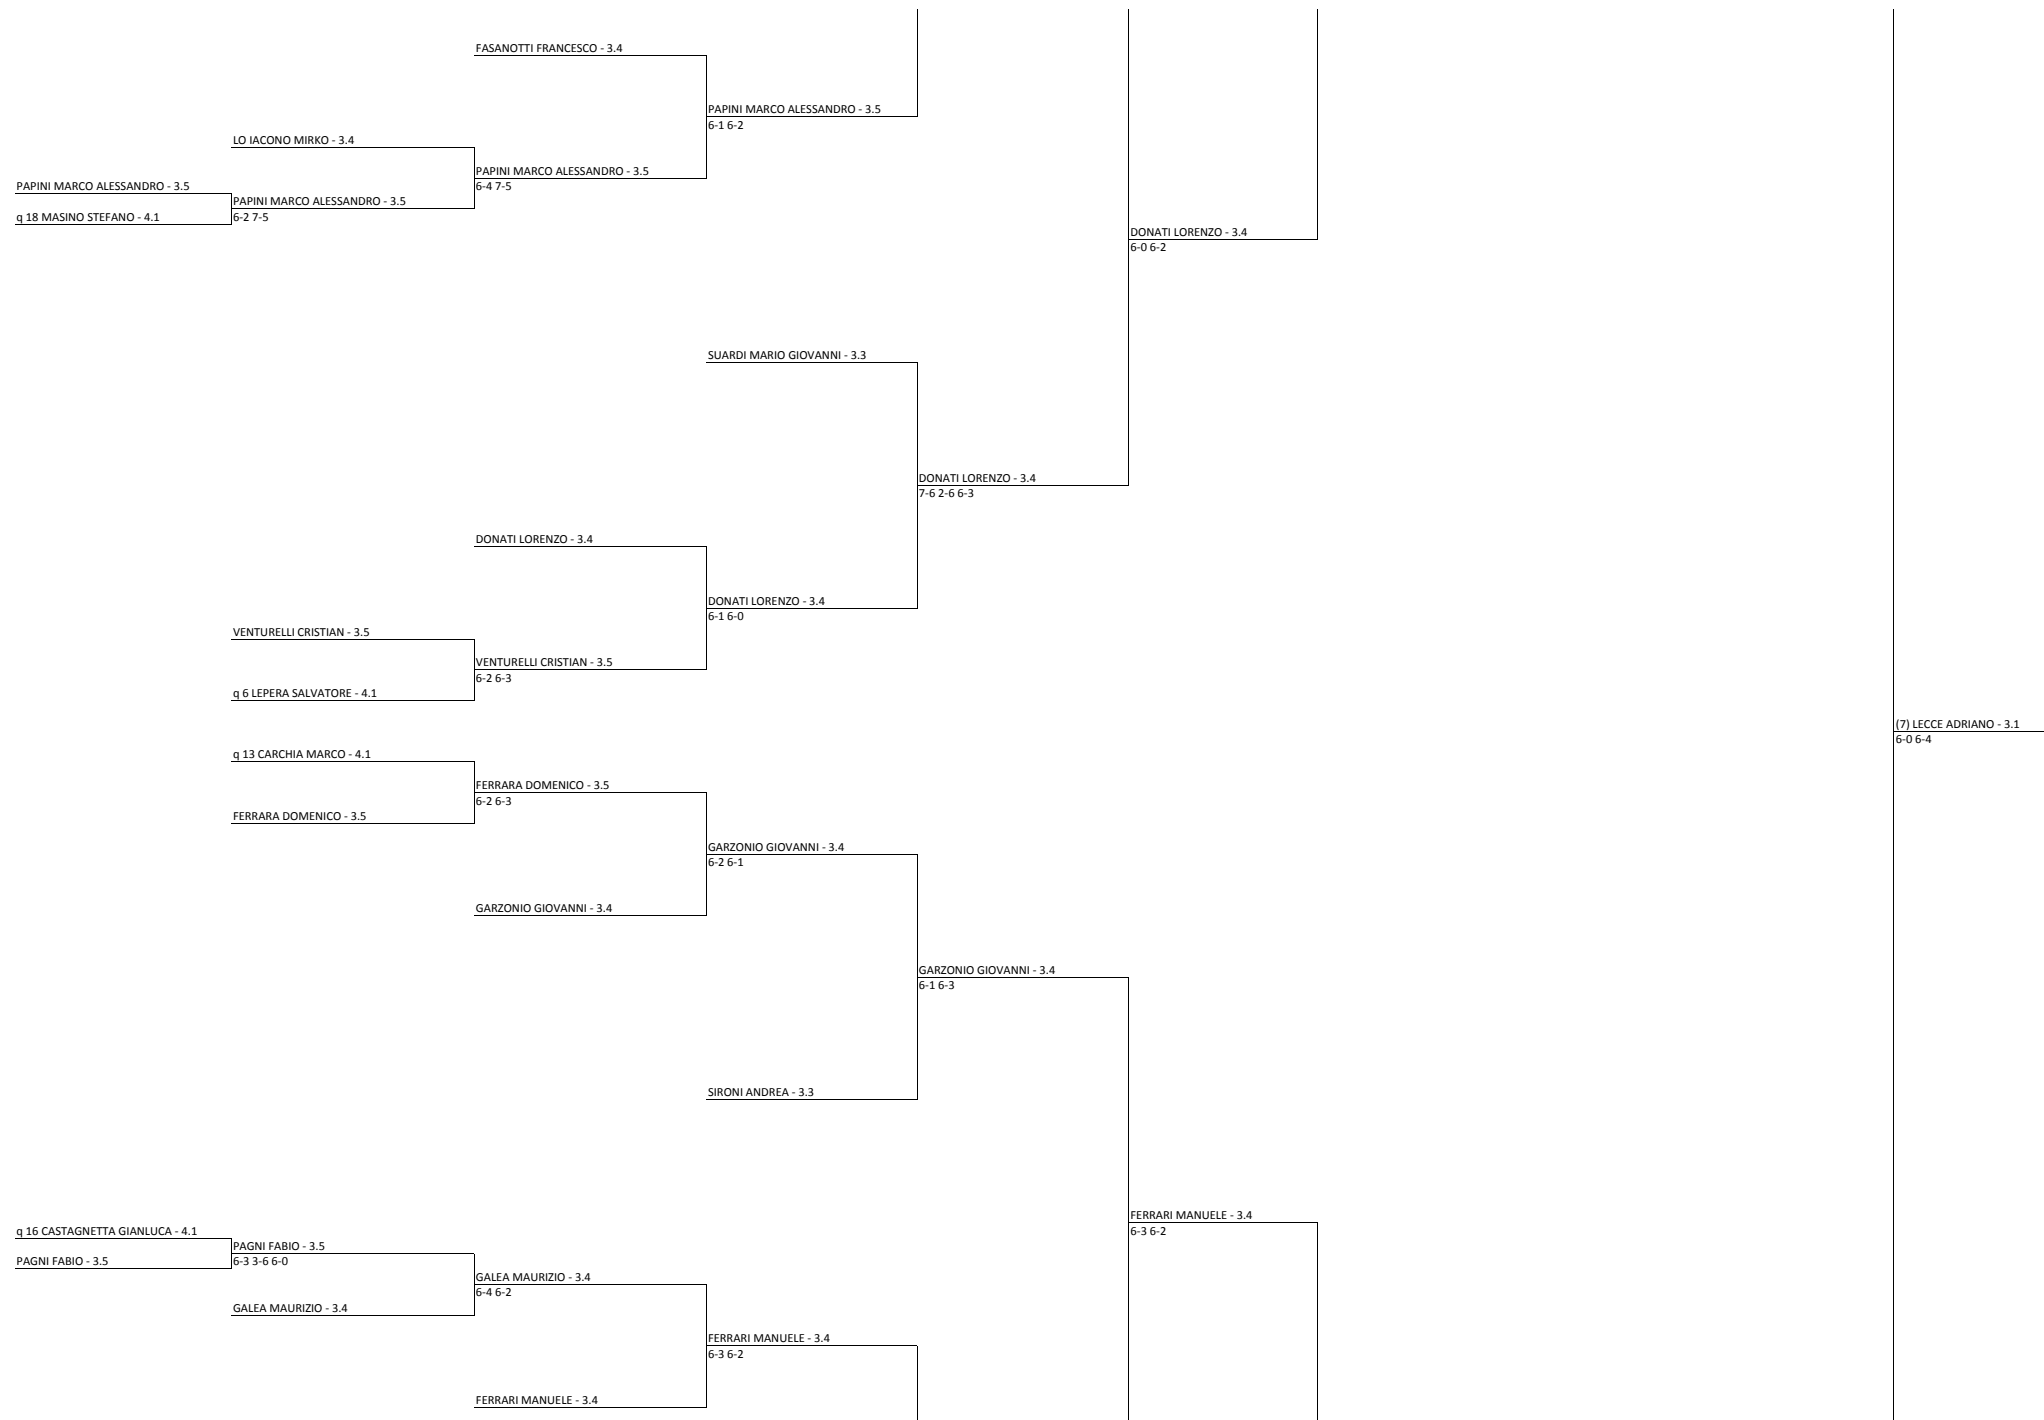 FASANOTTI FRANCESCO - 3.4
PAPINI MARCO ALESSANDRO - 3.5
6-1 6-2
LO IACONO MIRKO - 3.4
PAPINI MARCO ALESSANDRO - 3.5
6-4 7-5
PAPINI MARCO ALESSANDRO - 3.5
PAPINI MARCO ALESSANDRO - 3.5
q 18 MASINO STEFANO - 4.1
6-2 7-5
DONATI LORENZO - 3.4
6-0 6-2
SUARDI MARIO GIOVANNI - 3.3
DONATI LORENZO - 3.4
7-6 2-6 6-3
DONATI LORENZO - 3.4
DONATI LORENZO - 3.4
6-1 6-0
VENTURELLI CRISTIAN - 3.5
VENTURELLI CRISTIAN - 3.5
6-2 6-3
q 6 LEPERA SALVATORE - 4.1
(7) LECCE ADRIANO - 3.1
6-0 6-4
q 13 CARCHIA MARCO - 4.1
FERRARA DOMENICO - 3.5
6-2 6-3
FERRARA DOMENICO - 3.5
GARZONIO GIOVANNI - 3.4
6-2 6-1
GARZONIO GIOVANNI - 3.4
GARZONIO GIOVANNI - 3.4
6-1 6-3
SIRONI ANDREA - 3.3
FERRARI MANUELE - 3.4
6-3 6-2
q 16 CASTAGNETTA GIANLUCA - 4.1
PAGNI FABIO - 3.5
PAGNI FABIO - 3.5
6-3 3-6 6-0
GALEA MAURIZIO - 3.4
6-4 6-2
GALEA MAURIZIO - 3.4
FERRARI MANUELE - 3.4
6-3 6-2
FERRARI MANUELE - 3.4